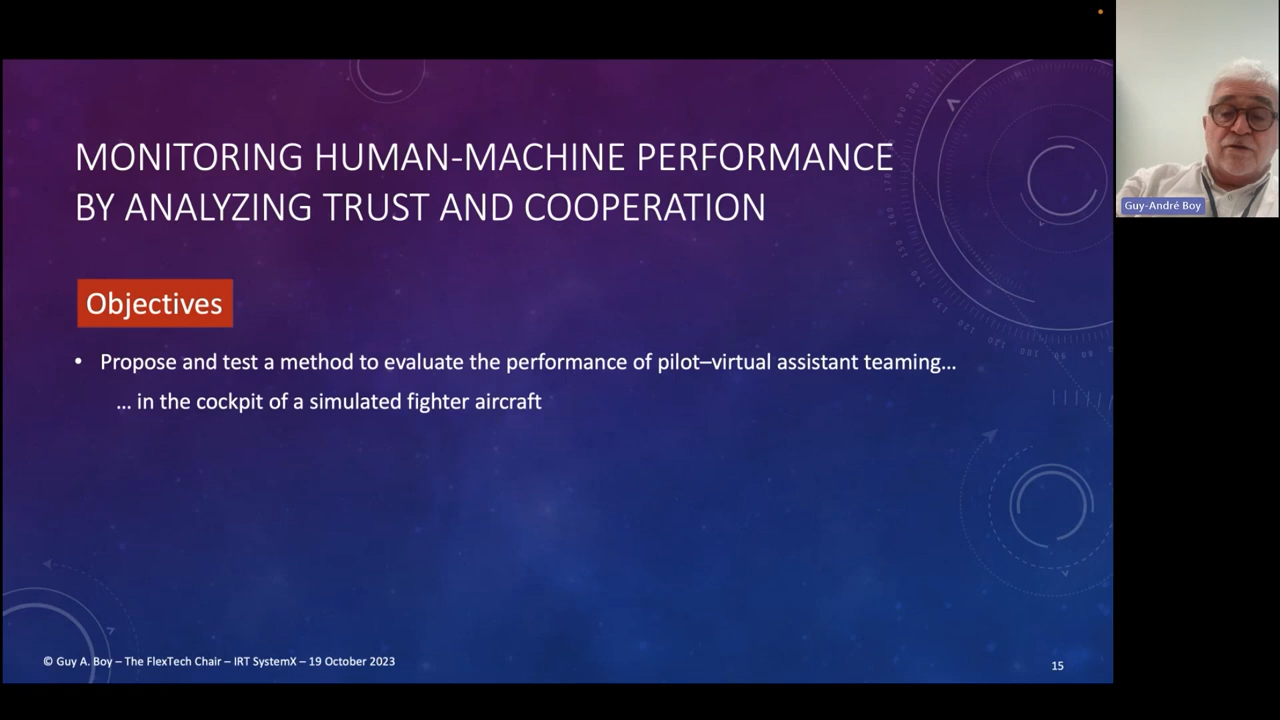 MONITORING HUMAN-MACHINE PERFORMANCE
BY ANALYZING TRUST AND COOPERATION
Objectives
• Propose and test a method to evaluate the performance of pilot–virtual assistant teaming...
... in the cockpit of a simulated fighter aircraft
© Guy A. Boy – The FlexTech Chair – IRT SystemX – 19 October 2023
15
Guy-André Boy